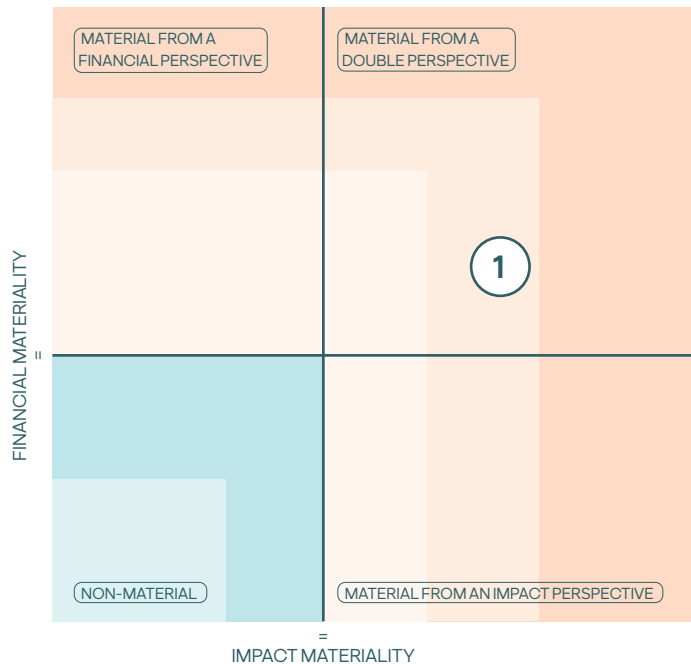 MATERIAL FROM A
FINANCIAL PERSPECTIVE
MATERIAL FROM A
DOUBLE PERSPECTIVE
1
FINANCIAL MATERIALITY
=
NON-MATERIAL
MATERIAL FROM AN IMPACT PERSPECTIVE
=
IMPACT MATERIALITY